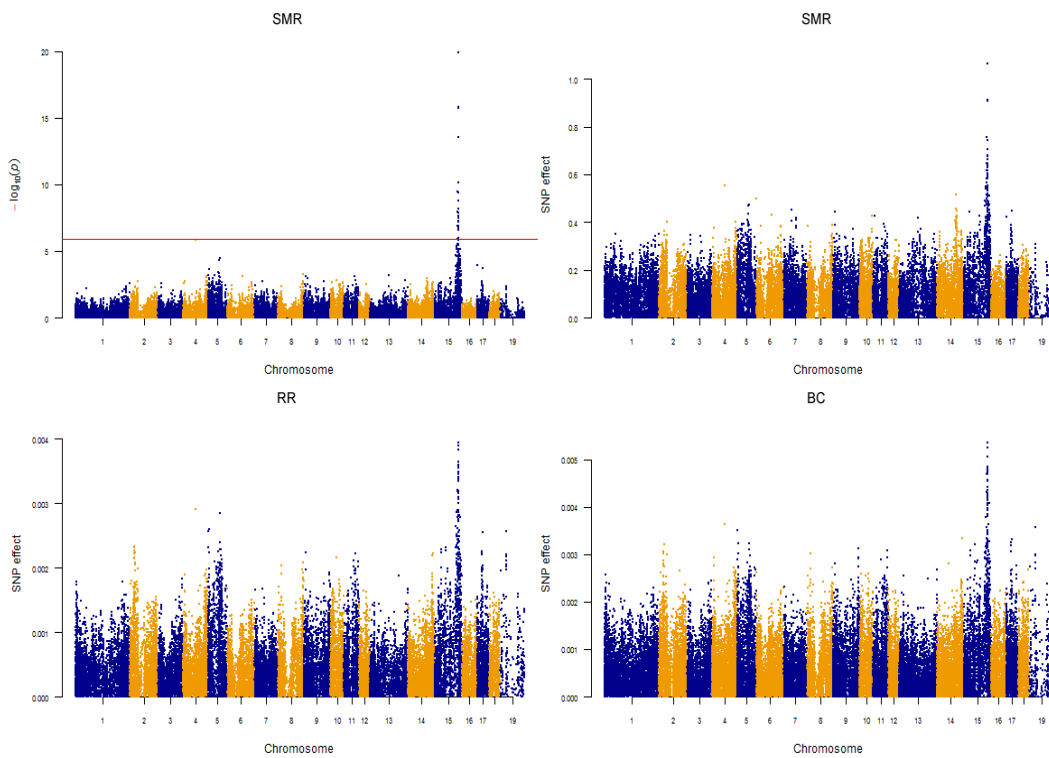 SMR
20
15
10
5
0
− log10(p)
1 2 3 4 5 6 7 8 9 10 11 12 13 14 15 16 17 19
Chromosome
SMR
1.0
0.8
0.6
0.4
0.2
0.0
SNP effect
1 2 3 4 5 6 7 8 9 10 11 12 13 14 15 16 17 19
Chromosome
RR
0.004
0.003
0.002
0.001
0.000
SNP effect
1 2 3 4 5 6 7 8 9 10 11 12 13 14 15 16 17 19
Chromosome
BC
0.005
0.004
0.003
0.002
0.001
0.000
SNP effect
1 2 3 4 5 6 7 8 9 10 11 12 13 14 15 16 17 19
Chromosome